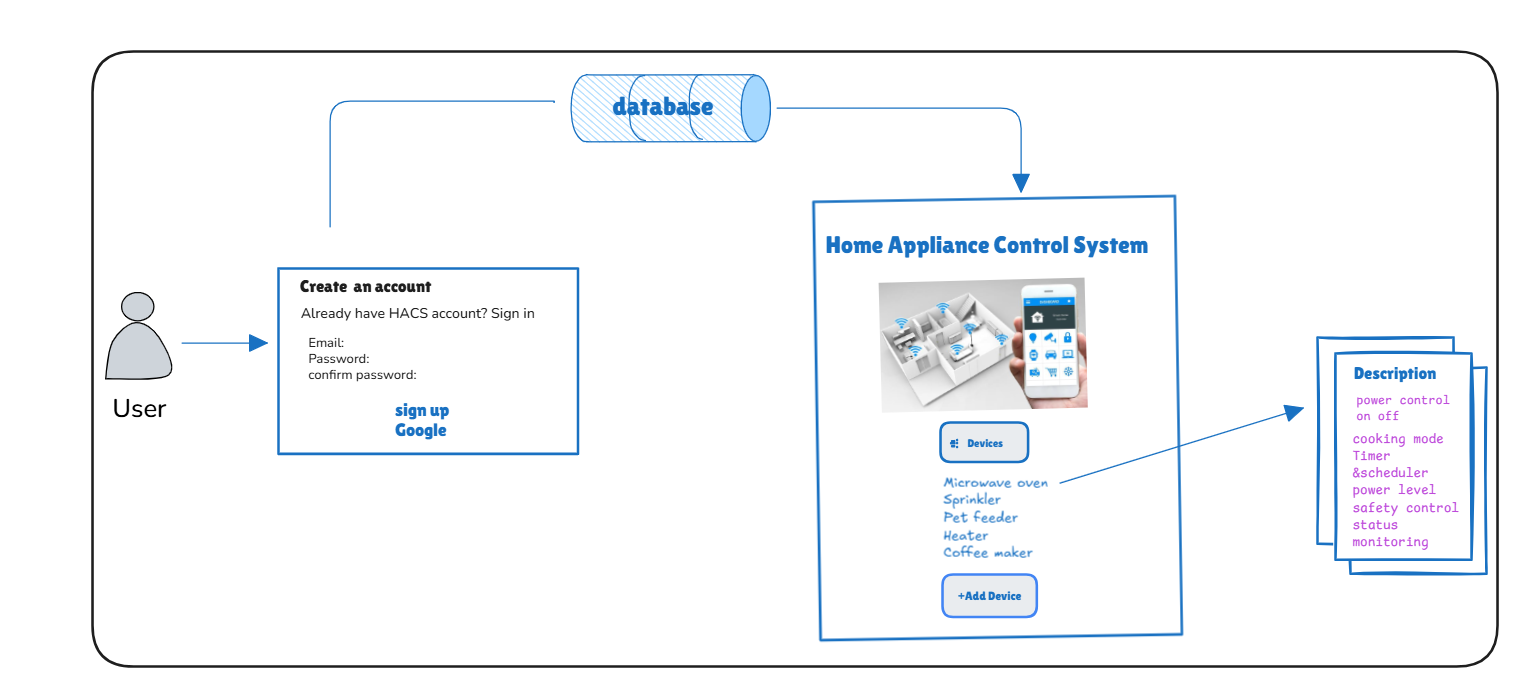 database
Home Appliance Control System
Create an account
Already have HACS account? Sign in
Email:
Password:
confirm password:
sign up
Google
User
Devices
Microwave oven
Sprinkler
Pet feeder
Heater
Coffee maker
+Add Device
Description
power control
on off
cooking mode
Timer
&scheduler
power level
safety control
status
monitoring